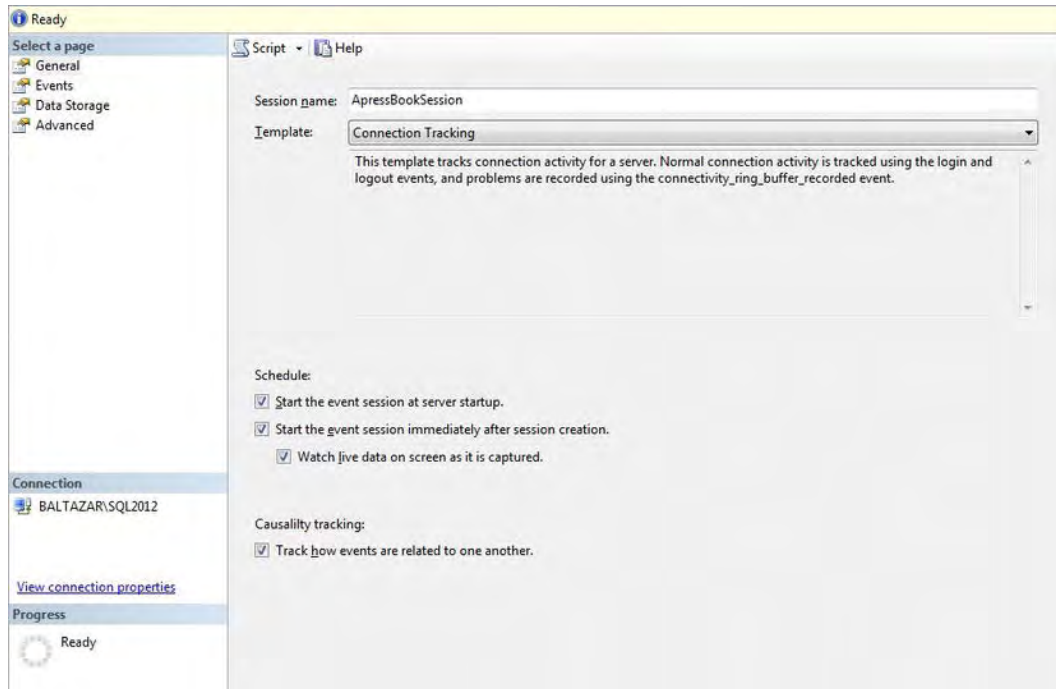 Ready
Select a page
General
Events
Data Storage
Advanced
Script Help
Session name: ApressBookSession
Template: Connection Tracking
This template tracks connection activity for a server. Normal connection activity is tracked using the login and
logout events, and problems are recorded using the connectivity_ring_buffer_recorded event.
Schedule:
Start the event session at server startup.
Start the event session immediately after session creation.
Watch live data on screen as it is captured.
Causalilty tracking:
Track how events are related to one another.
Connection
BALTAZAR\SQL2012
View connection properties
Progress
Ready